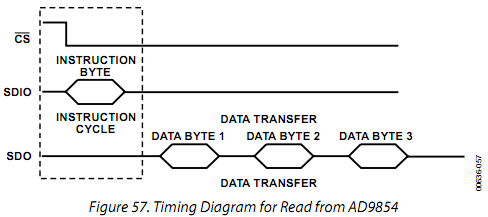 CS
INSTRUCTION
BYTE
SDIO
INSTRUCTION
CYCLE
DATA TRANSFER
DATA BYTE 1 DATA BYTE 2 DATA BYTE 3
SDO
DATA TRANSFER
00636-057
Figure 57. Timing Diagram for Read from AD9854